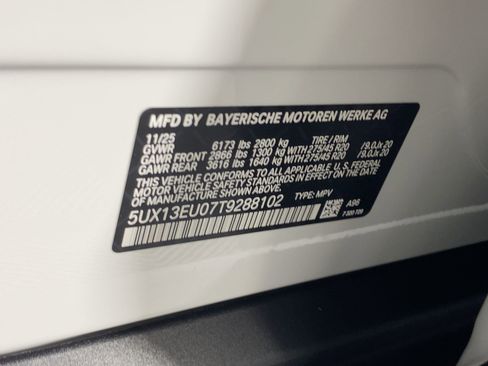 MFD BY BAYERISCHE MOTOREN WERKE AG
11/25 TIRE / RIM
GVWR 6173 lbs 2800 kg
GAWR FRONT 2866 lbs 1300 kg WITH 275/45 R20 / 9.0J x 20
GAWR REAR 3616 lbs 1640 kg WITH 275/45 R20 / 9.0J x 20
THIS VEHICLE CONFORMS TO ALL APPLICABLE U.S. FEDERAL
MOTOR VEHICLE SAFETY STANDARDS IN EFFECT ON THE DATE
OF MANUFACTURE SHOWN ABOVE.
5UX13EU07T9288102 TYPE: MPV
A96